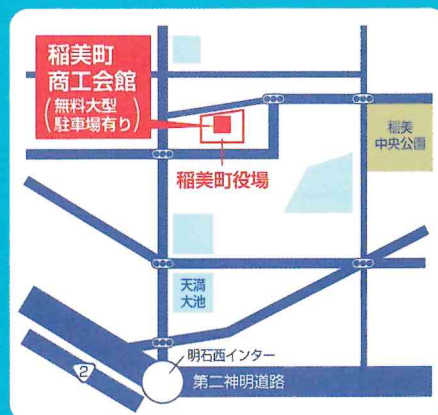 稲美町
商工会館
(無料大型
駐車場有り)
稲美町役場
稲美
中央公園
天満
大池
明石西インター
2
第二神明道路